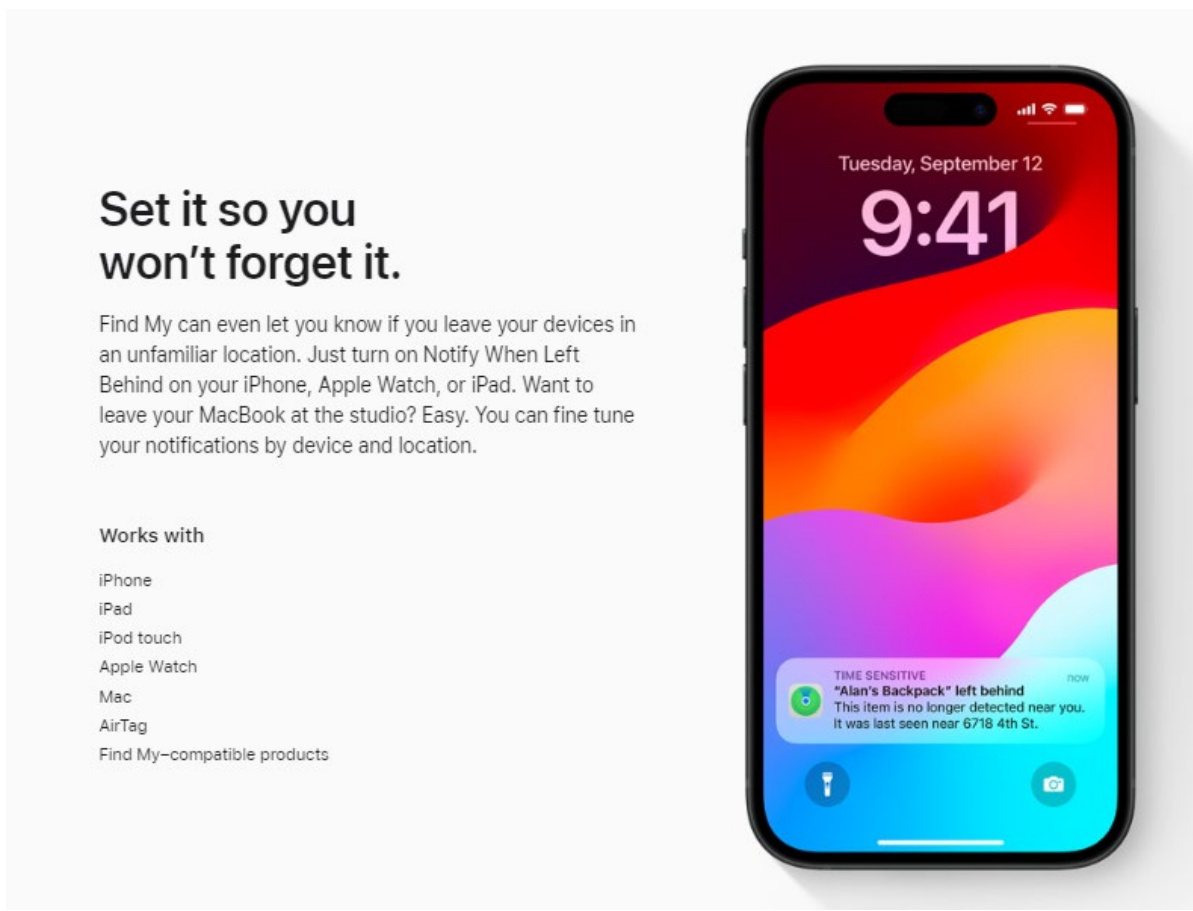 Set it so you
won’t forget it.
Find My can even let you know if you leave your devices in
an unfamiliar location. Just turn on Notify When Left
Behind on your iPhone, Apple Watch, or iPad. Want to
leave your MacBook at the studio? Easy. You can fine tune
your notifications by device and location.
Works with
iPhone
iPad
iPod touch
Apple Watch
Mac
AirTag
Find My–compatible products
Tuesday, September 12
9:41
TIME SENSITIVE
now
“Alan’s Backpack” left behind
This item is no longer detected near you.
It was last seen near 6718 4th St.